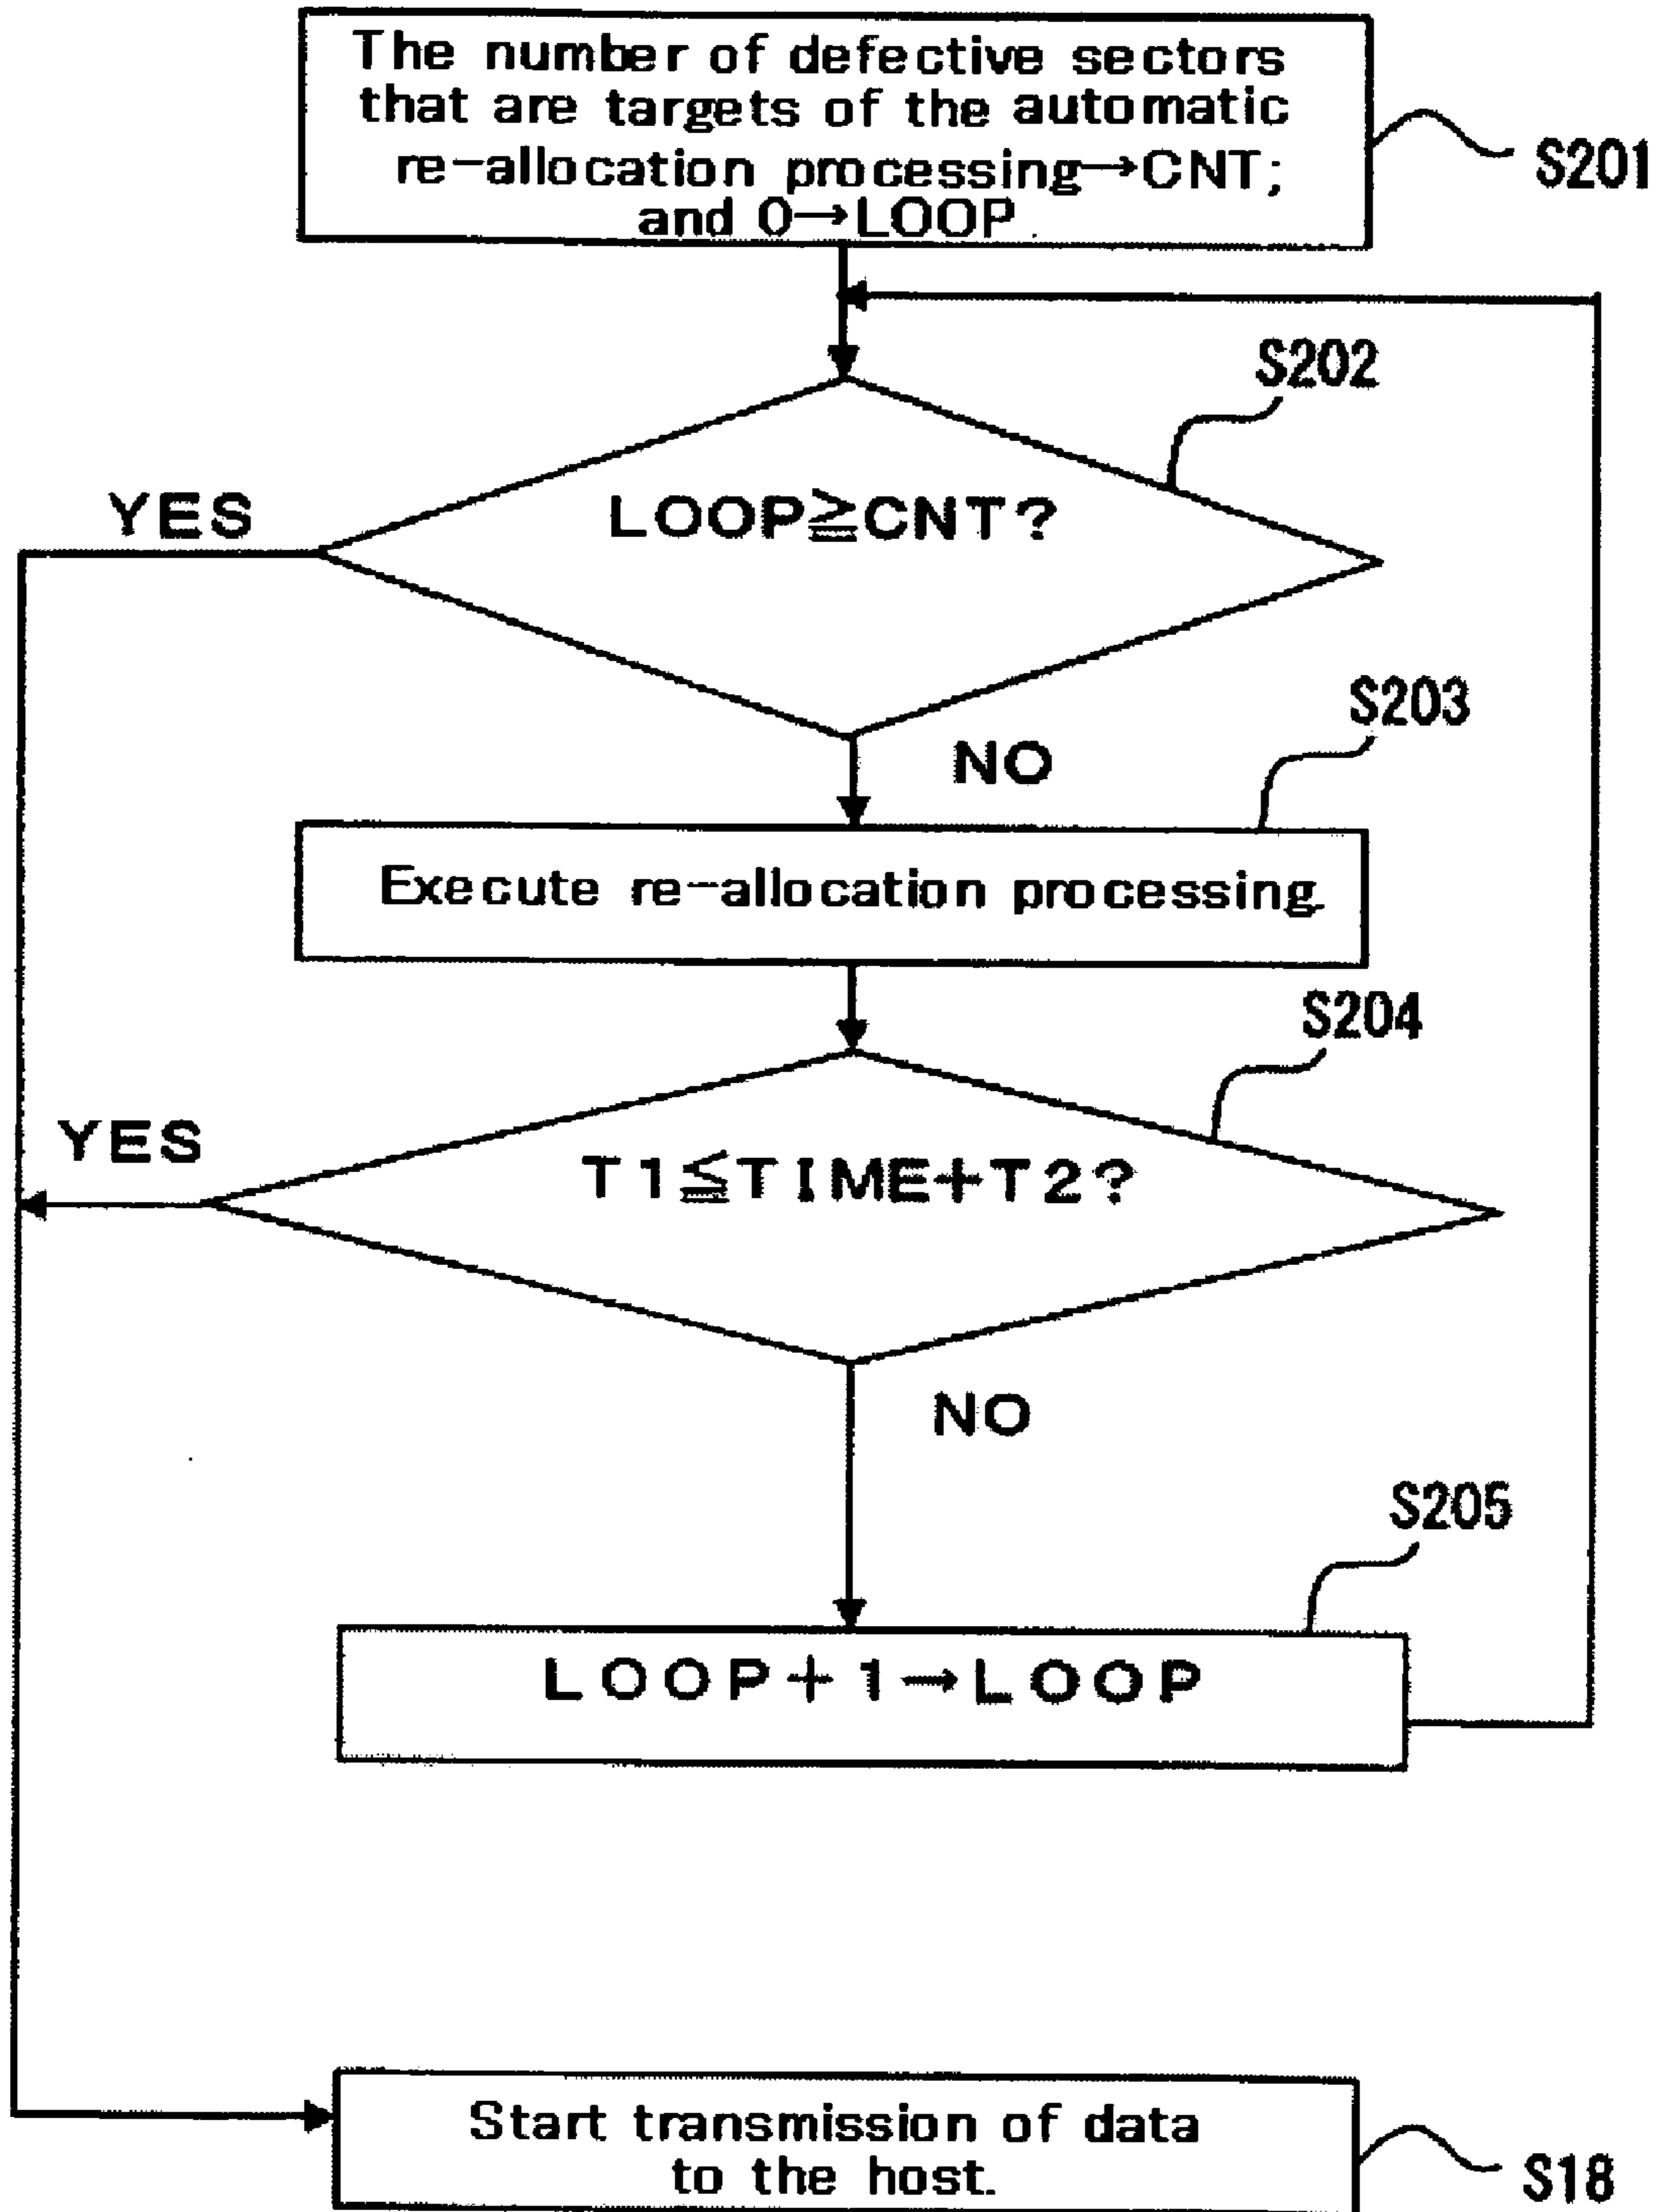 The number of defective sectors
that are targets of the automatic
re-allocation processing→CNT;
and 0→LOOP
S201
S202
YES
LOOP≧CNT?
NO
S203
Execute re-allocation processing.
S204
YES
T1≦TIME+T2?
NO
S205
LOOP+1→LOOP
Start transmission of data
to the host.
S18